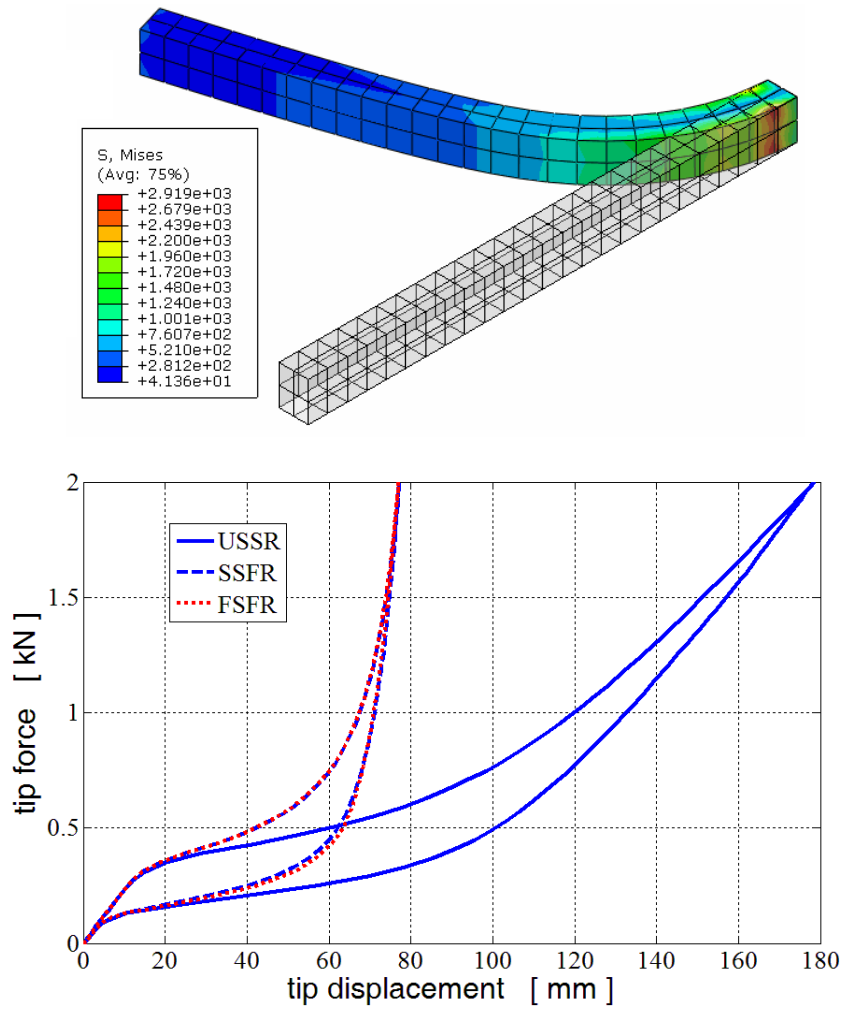 S, Mises
(Avg: 75%)
+2.919e+03
+2.679e+03
+2.439e+03
+2.200e+03
+1.960e+03
+1.720e+03
+1.480e+03
+1.240e+03
+1.001e+03
+7.607e+02
+5.210e+02
+2.812e+02
+4.136e+01
2
1.5
1
0.5
0
tip force [ kN ]
USSR
SSFR
FSFR
0 20 40 60 80 100 120 140 160 180
tip displacement [ mm ]